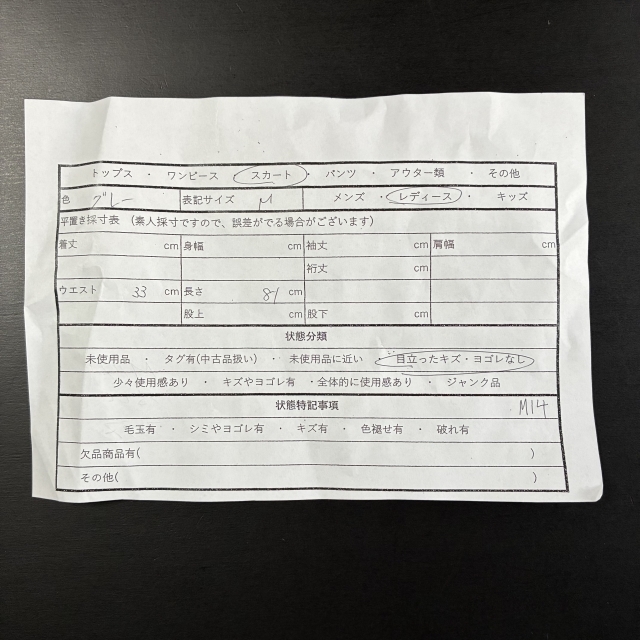 トップス ・ ワンピース ・ スカート ・ パンツ ・ アウター類 ・ その他
色 グレー 表記サイズ M メンズ ・ レディース ・ キッズ
平置き採寸表 (素人採寸ですので、誤差がでる場合がございます)
着丈 cm 身幅 cm 袖丈 cm 肩幅 cm
裄丈 cm
ウエスト 33 cm 長さ 81 cm
股上 cm 股下 cm
状態分類
未使用品 ・ タグ有(中古品扱い) ・ 未使用品に近い ・ 目立ったキズ・ヨゴレなし
少々使用感あり ・キズやヨゴレ有 ・全体的に使用感あり ・ ジャンク品
状態特記事項 M14
毛玉有 ・ シミやヨゴレ有 ・ キズ有 ・ 色褪せ有 ・ 破れ有
欠品商品有( )
その他( )